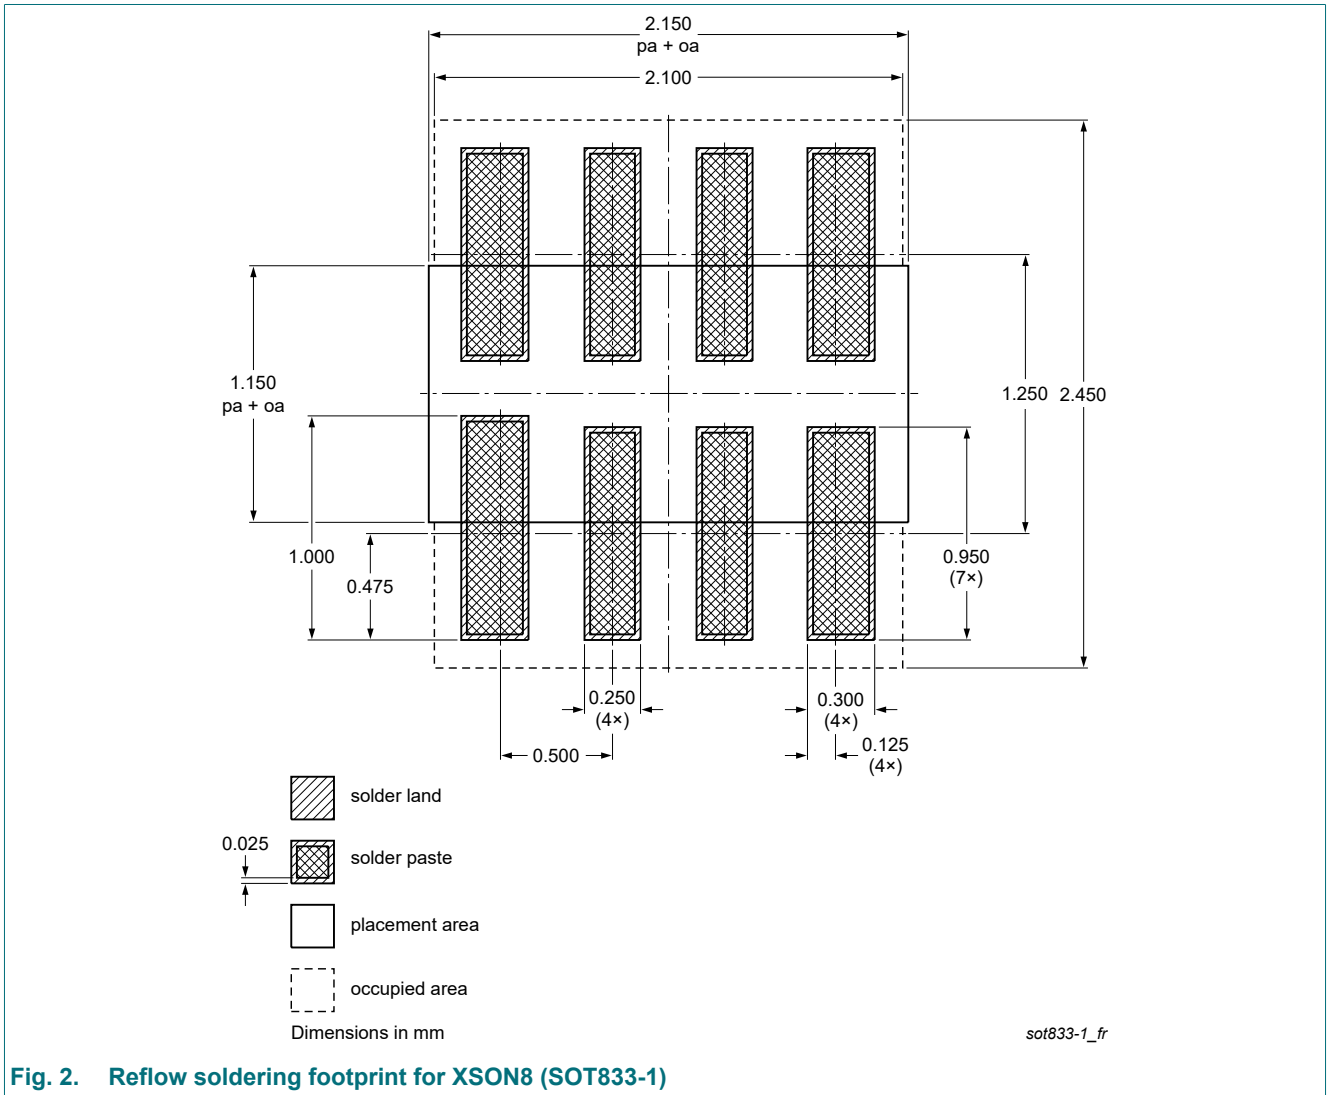 2.150
pa + oa
2.100
1.150
pa + oa
1.250
2.450
1.000
0.475
0.950
(7×)
0.250
(4×)
0.300
(4×)
0.500
0.125
(4×)
solder land
0.025
solder paste
placement area
occupied area
Dimensions in mm
sot833-1_fr
Fig. 2. Reflow soldering footprint for XSON8 (SOT833-1)